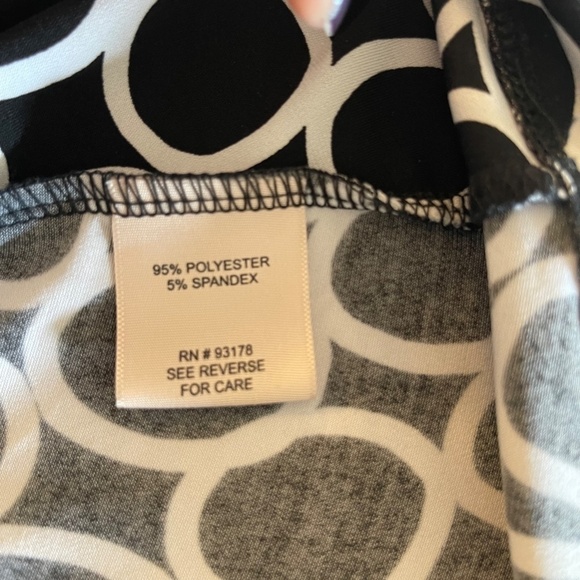 95% POLYESTER
5% SPANDEX
RN # 93178
SEE REVERSE
FOR CARE